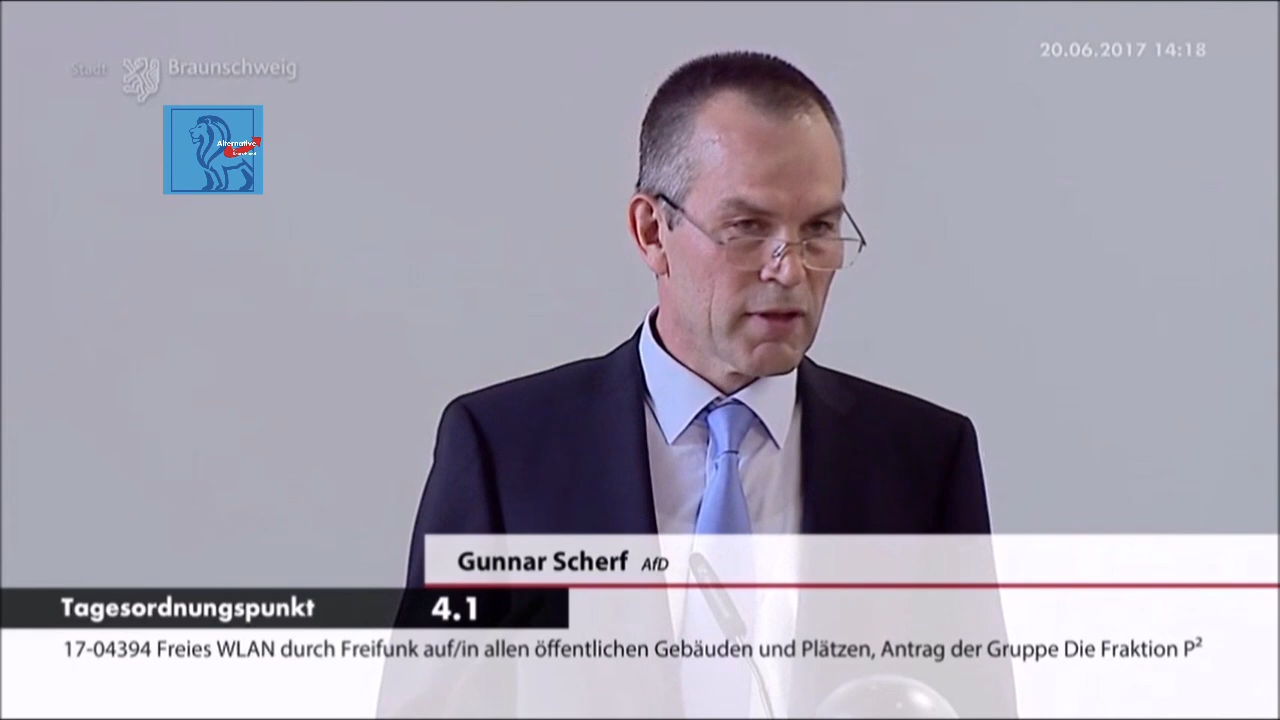 Stadt Braunschweig
20.06.2017 14:18
Alternative
Gunnar Scherf AfD
Tagesordnungspunkt 4.1
17-04394 Freies WLAN durch Freifunk auf/in allen öffentlichen Gebäuden und Plätzen, Antrag der Gruppe Die Fraktion P²